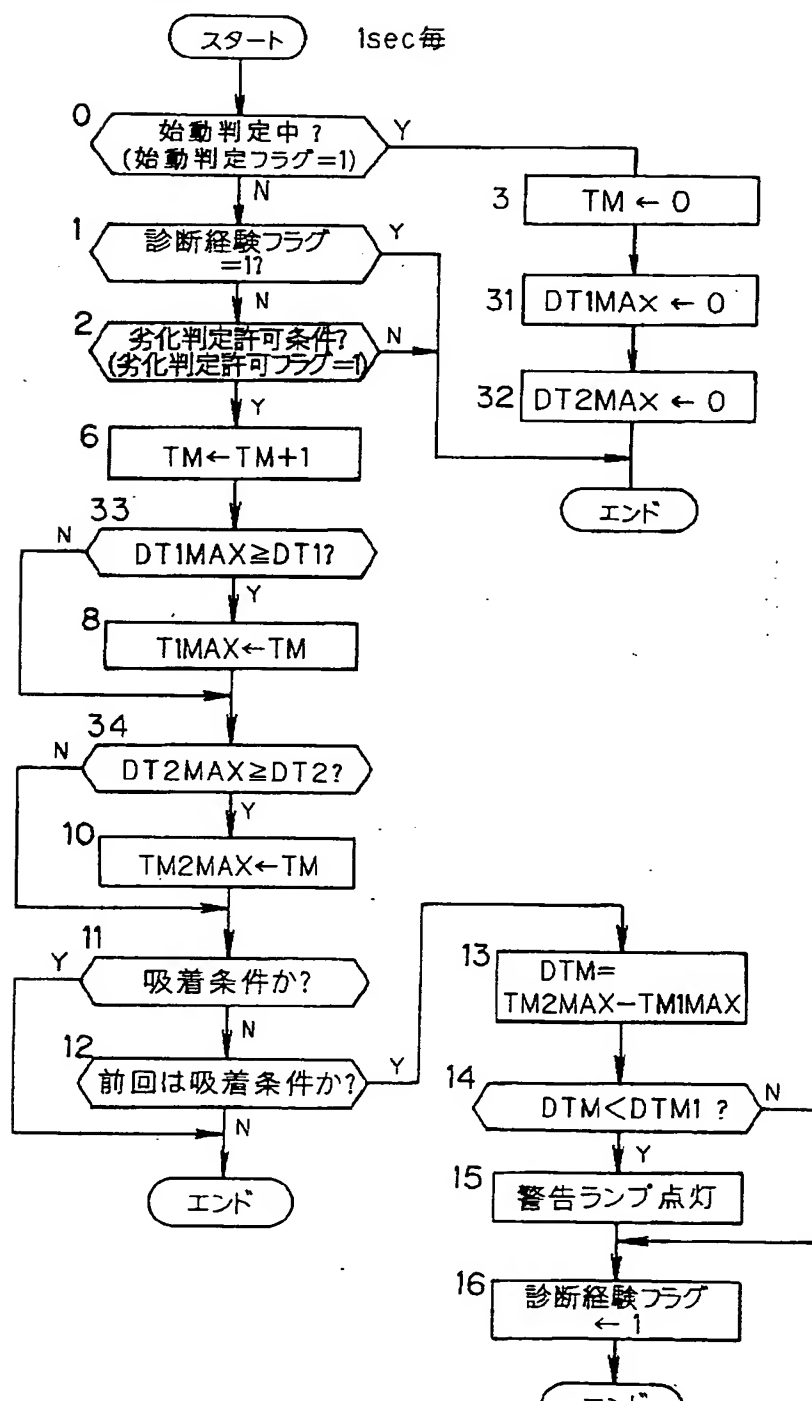 スタート
1sec毎
0
始動判定中?
(始動判定フラグ=1)
Y
N
1
診断経験フラグ
=1?
Y
N
2
劣化判定許可条件?
(劣化判定許可フラグ=1)
N
Y
3
TM ← 0
31
DT1MAX ← 0
32
DT2MAX ← 0
エンド
6
TM←TM+1
33
N
DT1MAX≧DT1?
Y
8
T1MAX←TM
34
N
DT2MAX≧DT2?
Y
10
TM2MAX←TM
11
Y
吸着条件か?
N
12
前回は吸着条件か?
Y
N
エンド
13
DTM=
TM2MAX-TM1MAX
14
DTM<DTM1 ?
N
Y
15
警告ランプ点灯
16
診断経験フラグ
← 1
エンド